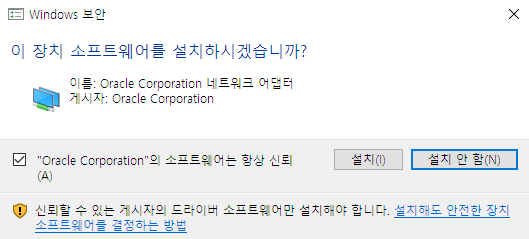 Windows 보안
이 장치 소프트웨어를 설치하시겠습니까?
이름: Oracle Corporation 네트워크 어댑터
게시자: Oracle Corporation
"Oracle Corporation"의 소프트웨어는 항상 신뢰
(A)
설치(I)
설치 안 함(N)
신뢰할 수 있는 게시자의 드라이버 소프트웨어만 설치해야 합니다. 설치해도 안전한 장치
소프트웨어를 결정하는 방법